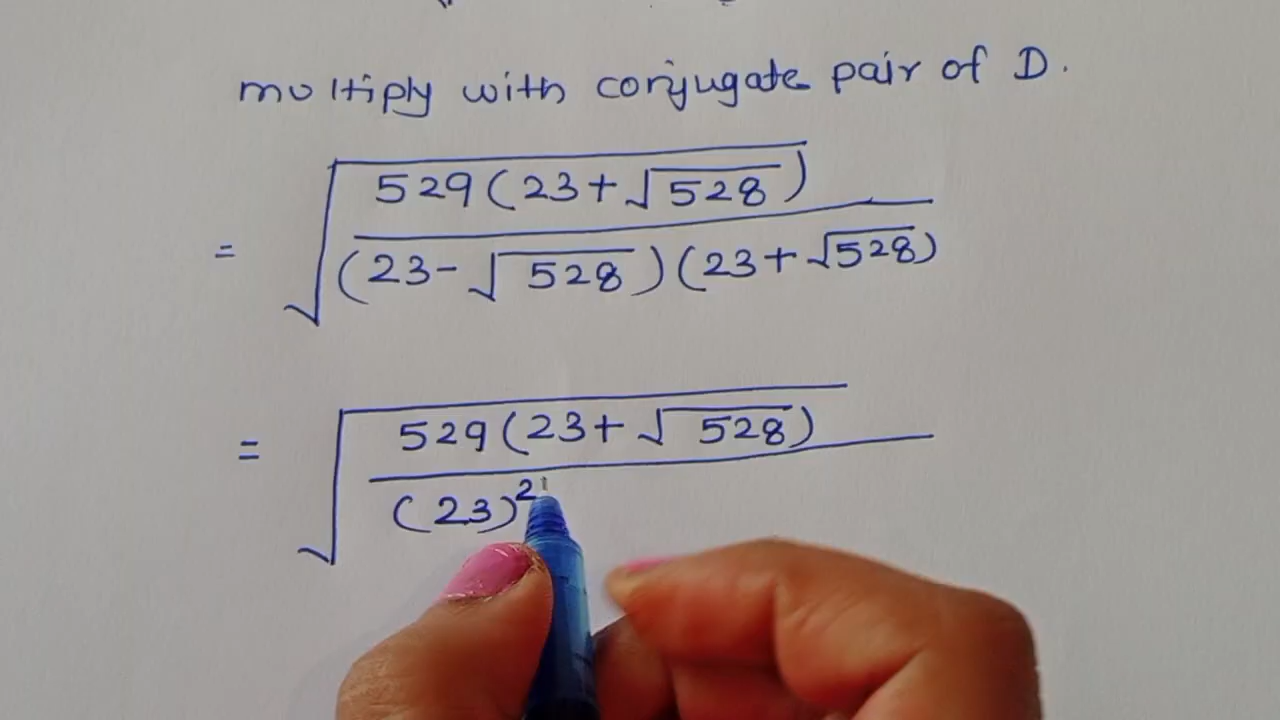 multiply with conjugate pair of D.
= √(529(23+√528) / (23-√528)(23+√528))
= √(529(23+√528) / (23)²